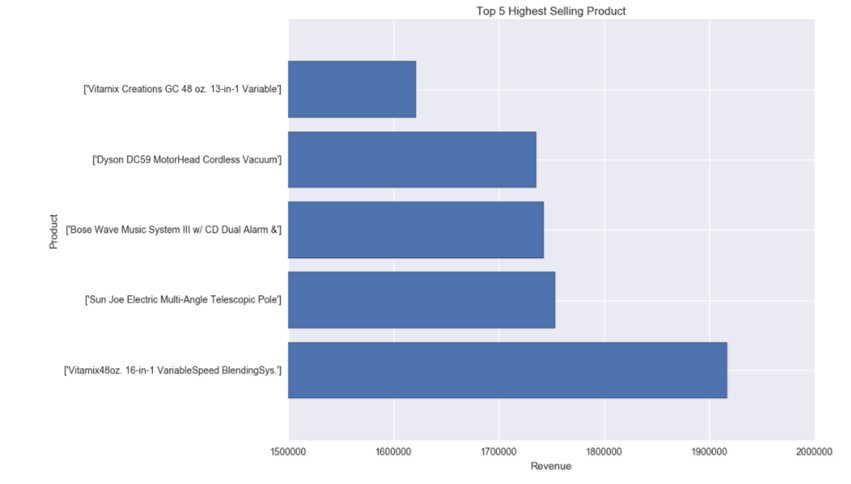 Top 5 Highest Selling Product
['Vitamix Creations GC 48 oz. 13-in-1 Variable']
['Dyson DC59 MotorHead Cordless Vacuum']
['Bose Wave Music System III w/ CD Dual Alarm &']
['Sun Joe Electric Multi-Angle Telescopic Pole']
['Vitamix48oz. 16-in-1 VariableSpeed BlendingSys.']
Product
1500000 1600000 1700000 1800000 1900000 2000000
Revenue